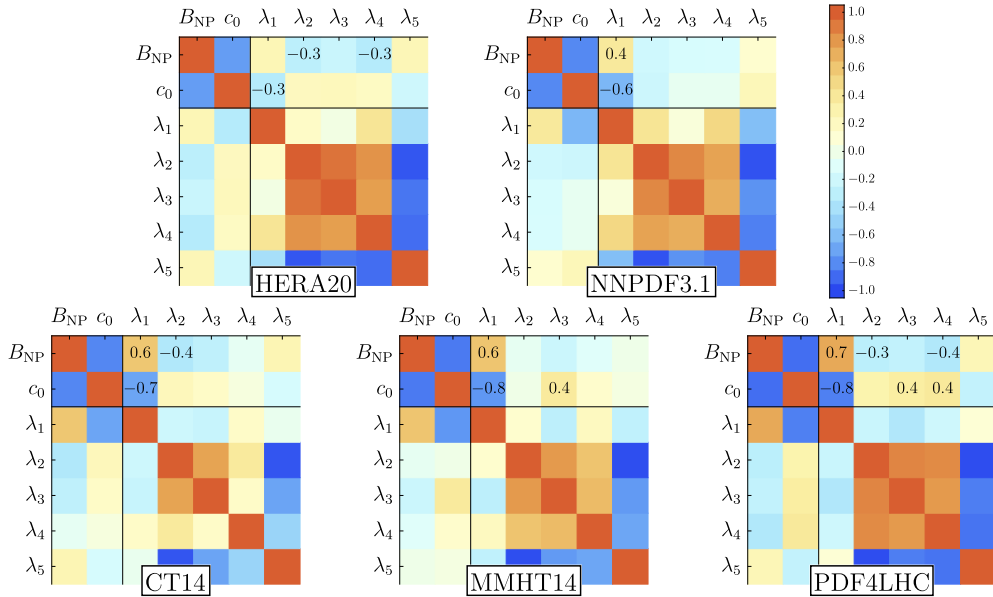 B_NP c_0 λ_1 λ_2 λ_3 λ_4 λ_5
B_NP −0.3 −0.3
c_0 −0.3
λ_1
λ_2
λ_3
λ_4
λ_5
HERA20
B_NP c_0 λ_1 λ_2 λ_3 λ_4 λ_5
B_NP 0.4
c_0 −0.6
λ_1
λ_2
λ_3
λ_4
λ_5
NNPDF3.1
1.0
0.8
0.6
0.4
0.2
0.0
−0.2
−0.4
−0.6
−0.8
−1.0
B_NP c_0 λ_1 λ_2 λ_3 λ_4 λ_5
B_NP 0.6 −0.4
c_0 −0.7
λ_1
λ_2
λ_3
λ_4
λ_5
CT14
B_NP c_0 λ_1 λ_2 λ_3 λ_4 λ_5
B_NP 0.6
c_0 −0.8 0.4
λ_1
λ_2
λ_3
λ_4
λ_5
MMHT14
B_NP c_0 λ_1 λ_2 λ_3 λ_4 λ_5
B_NP 0.7 −0.3 −0.4
c_0 −0.8 0.4 0.4
λ_1
λ_2
λ_3
λ_4
λ_5
PDF4LHC